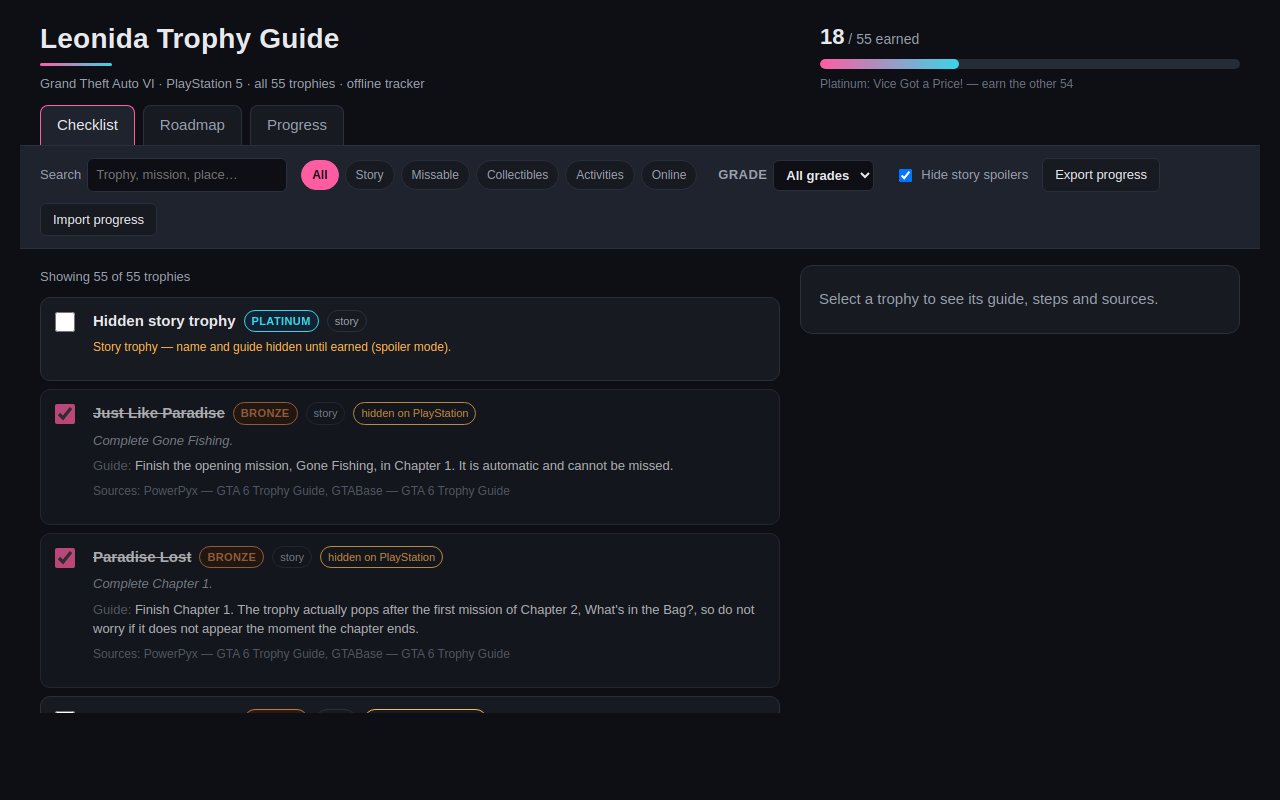 Leonida Trophy Guide
18 / 55 earned
Grand Theft Auto VI · PlayStation 5 · all 55 trophies · offline tracker
Platinum: Vice Got a Price! — earn the other 54
Checklist
Roadmap
Progress
Search
Trophy, mission, place…
All
Story
Missable
Collectibles
Activities
Online
GRADE
All grades
Hide story spoilers
Export progress
Import progress
Showing 55 of 55 trophies
Select a trophy to see its guide, steps and sources.
Hidden story trophy PLATINUM story
Story trophy — name and guide hidden until earned (spoiler mode).
Just Like Paradise BRONZE story hidden on PlayStation
Complete Gone Fishing.
Guide: Finish the opening mission, Gone Fishing, in Chapter 1. It is automatic and cannot be missed.
Sources: PowerPyx — GTA 6 Trophy Guide, GTABase — GTA 6 Trophy Guide
Paradise Lost BRONZE story hidden on PlayStation
Complete Chapter 1.
Guide: Finish Chapter 1. The trophy actually pops after the first mission of Chapter 2, What's in the Bag?, so do not
worry if it does not appear the moment the chapter ends.
Sources: PowerPyx — GTA 6 Trophy Guide, GTABase — GTA 6 Trophy Guide